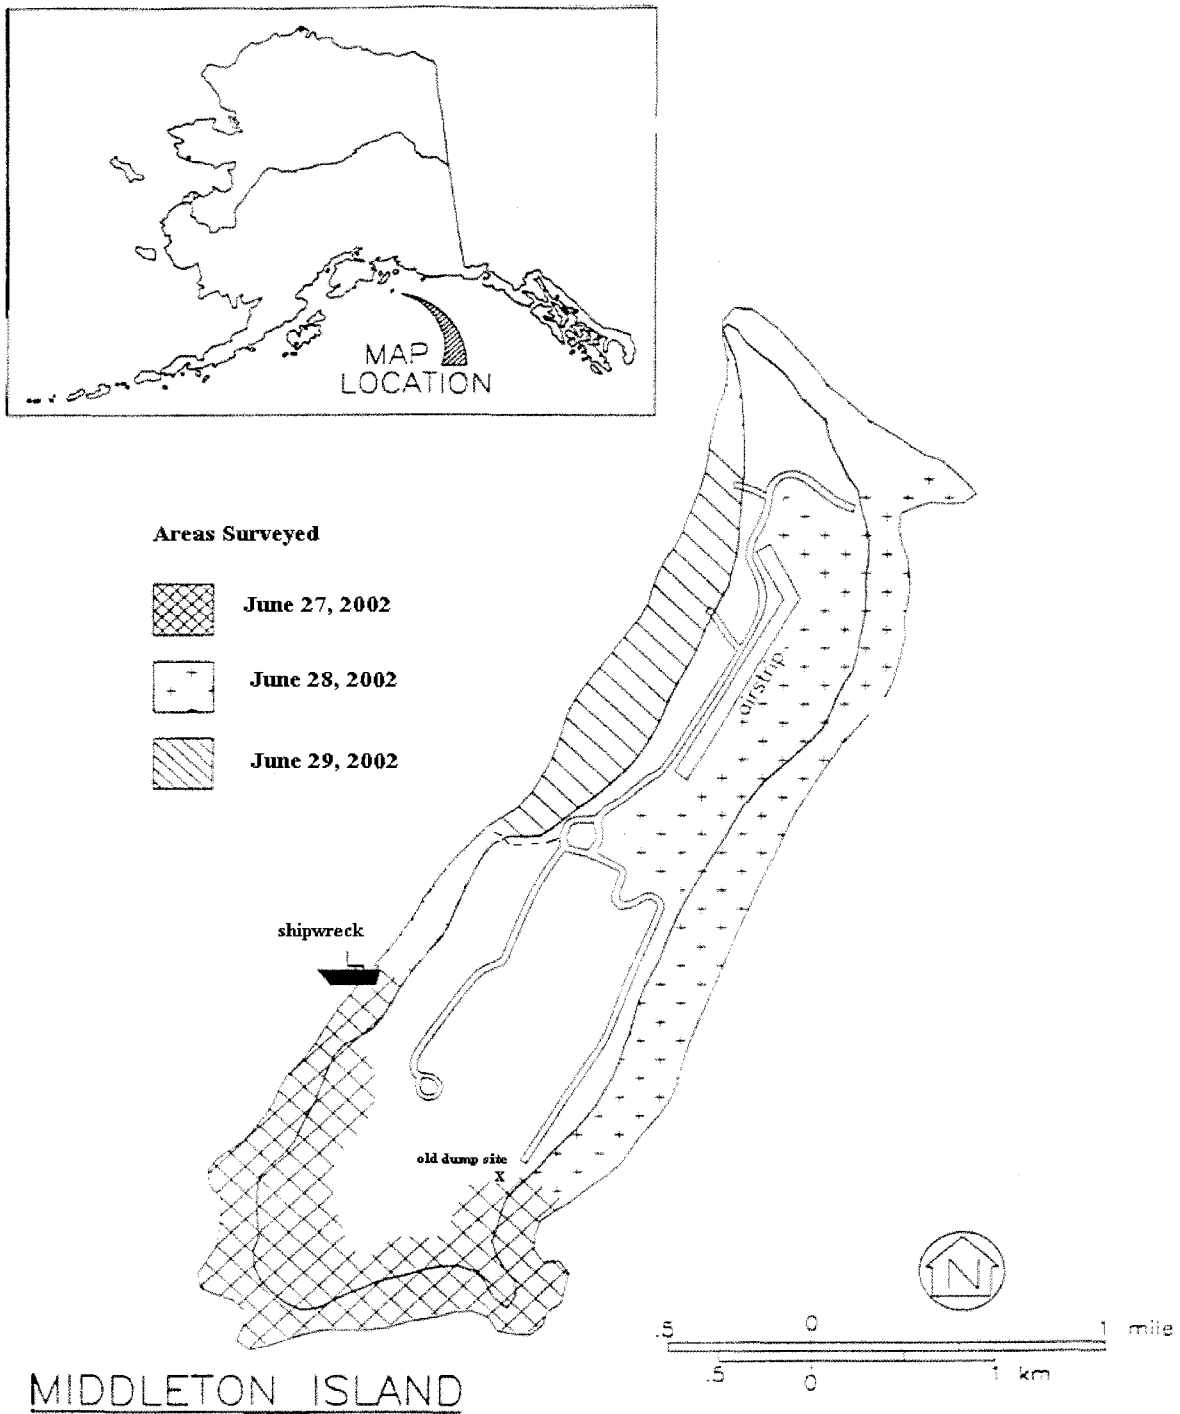 MAP
LOCATION
Areas Surveyed
June 27, 2002
June 28, 2002
June 29, 2002
airstrip
shipwreck
old dump site
X
N
.5 0 1 mile
.5 0 1 km
MIDDLETON ISLAND